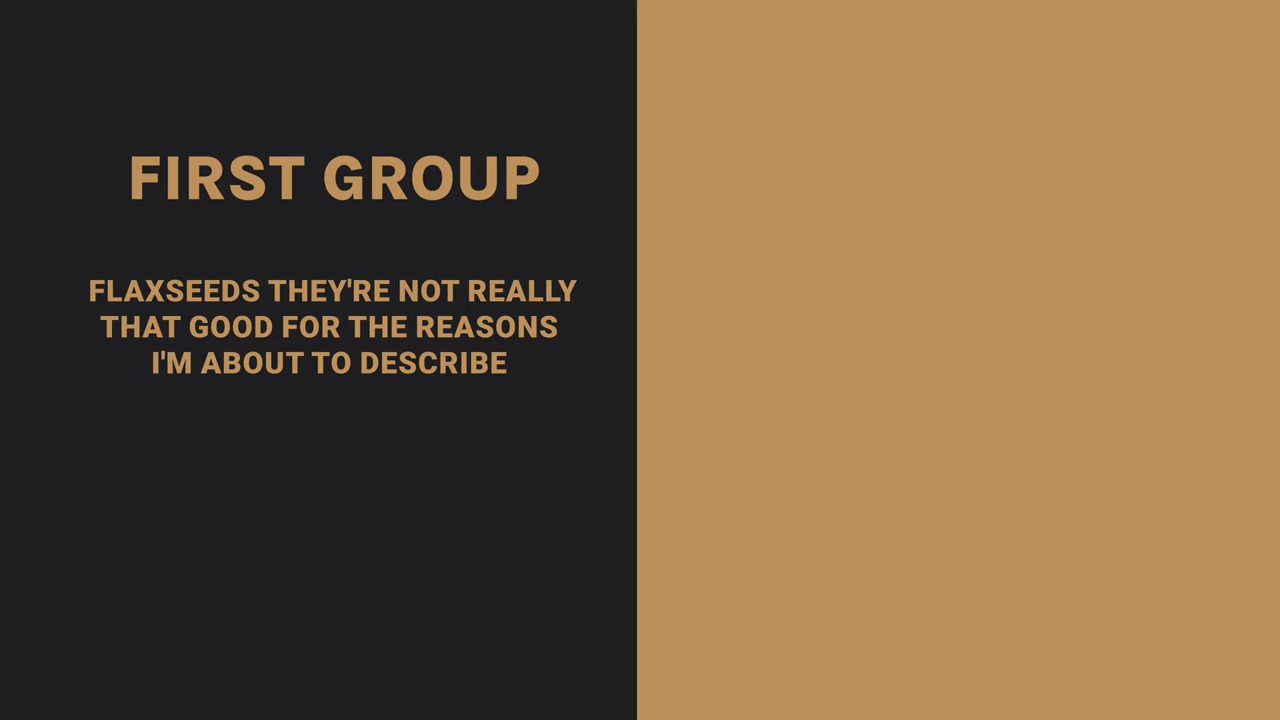 FIRST GROUP
FLAXSEEDS THEY'RE NOT REALLY
THAT GOOD FOR THE REASONS
I'M ABOUT TO DESCRIBE